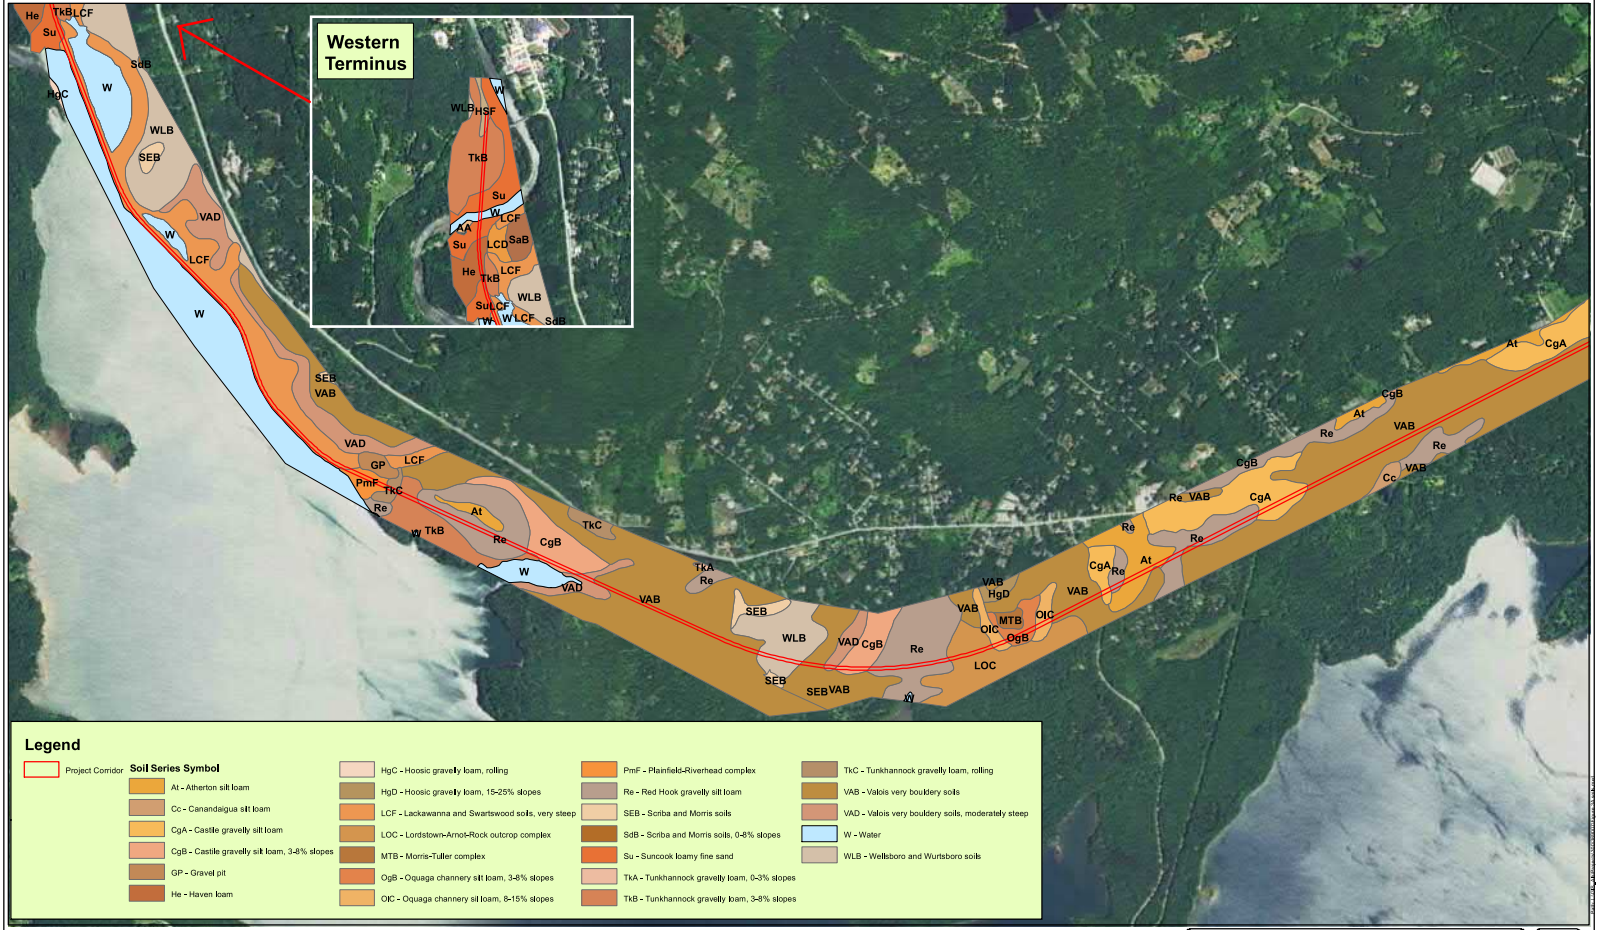 He
TkB
LCF
Su
SdB
W
HgC
WLB
SEB
VAD
W
LCF
W
SEB
VAB
VAD
GP
LCF
PmF
TkC
Re
At
W
TkB
Re
CgB
TkC
W
VAD
VAB
TkA
Re
SEB
WLB
SEB
SEB
VAB
VAD
CgB
Re
W
VAB
VAB
HgD
OIC
MTB
OgB
OIC
LOC
VAB
CgA
Re
At
Re
Re
Re
VAB
CgB
CgA
Re
At
CgB
VAB
Re
VAB
Cc
At
CgA
Western
Terminus
W
WLB
HSF
TkB
Su
W
LCF
AA
Su
LCD
SaB
He
TkB
LCF
WLB
Su
LCF
W
W
LCF
SdB
Legend
Project Corridor
Soil Series Symbol
At - Atherton silt loam
Cc - Canandaigua silt loam
CgA - Castile gravelly silt loam
CgB - Castile gravelly silt loam, 3-8% slopes
GP - Gravel pit
He - Haven loam
HgC - Hoosic gravelly loam, rolling
HgD - Hoosic gravelly loam, 15-25% slopes
LCF - Lackawanna and Swartswood soils, very steep
LOC - Lordstown-Arnot-Rock outcrop complex
MTB - Morris-Tuller complex
OgB - Oquaga channery silt loam, 3-8% slopes
OlC - Oquaga channery sil loam, 8-15% slopes
PmF - Plainfield-Riverhead complex
Re - Red Hook gravelly silt loam
SEB - Scriba and Morris soils
SdB - Scriba and Morris soils, 0-8% slopes
Su - Suncook loamy fine sand
TkA - Tunkhannock gravelly loam, 0-3% slopes
TkB - Tunkhannock gravelly loam, 3-8% slopes
TkC - Tunkhannock gravelly loam, rolling
VAB - Valois very bouldery soils
VAD - Valois very bouldery soils, moderately steep
W - Water
WLB - Wellsboro and Wurtsboro soils